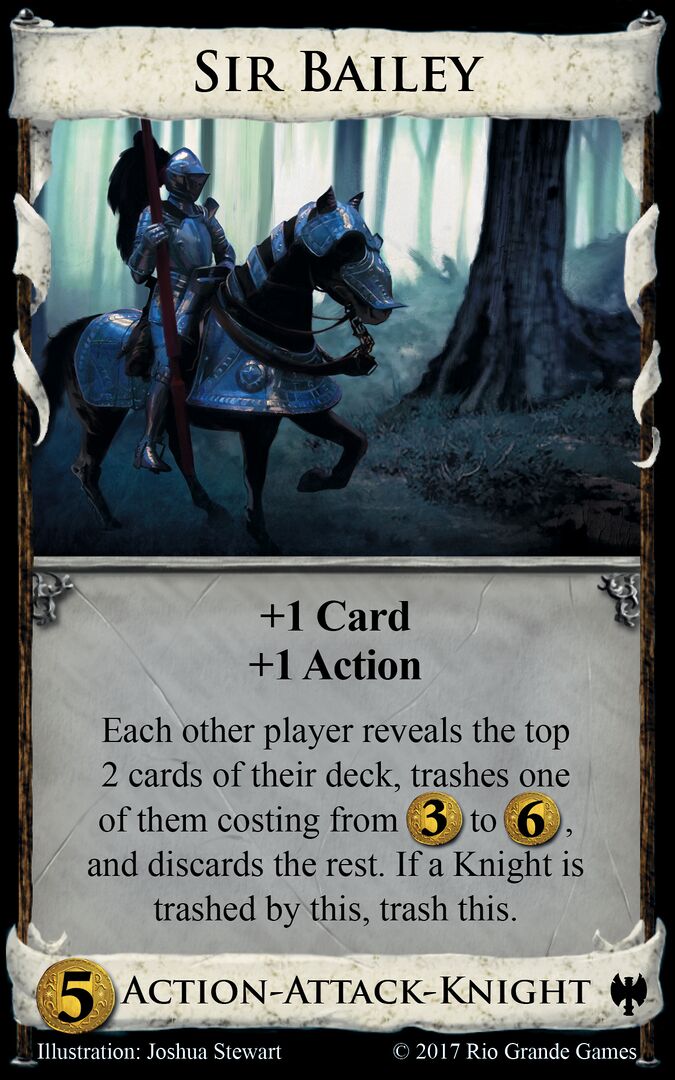 SIR BAILEY
+1 Card
+1 Action
Each other player reveals the top
2 cards of their deck, trashes one
of them costing from 3 to 6,
and discards the rest. If a Knight is
trashed by this, trash this.
5 ACTION-ATTACK-KNIGHT
Illustration: Joshua Stewart © 2017 Rio Grande Games